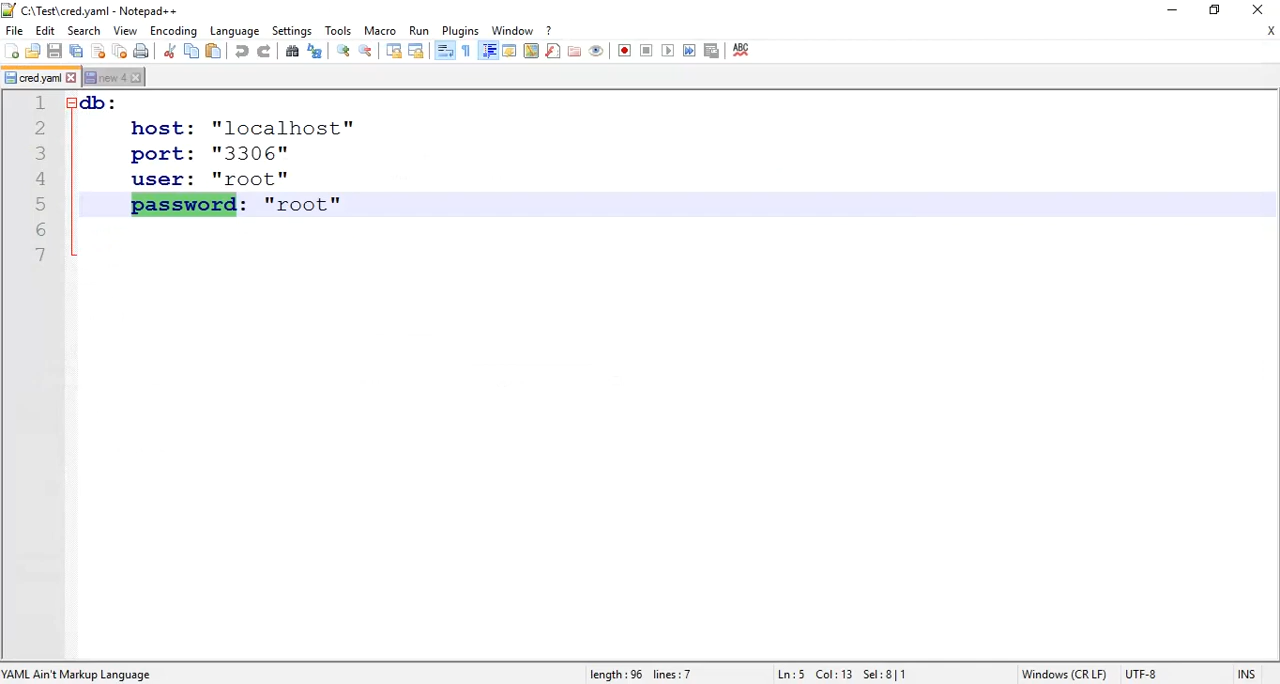 C:\Test\cred.yaml - Notepad++
File Edit Search View Encoding Language Settings Tools Macro Run Plugins Window ? X
ABC
cred.yaml new 4
1 db:
2 host: "localhost"
3 port: "3306"
4 user: "root"
5 password: "root"
6
7
YAML Ain't Markup Language length : 96 lines : 7 Ln : 5 Col : 13 Sel : 8 | 1 Windows (CR LF) UTF-8 INS